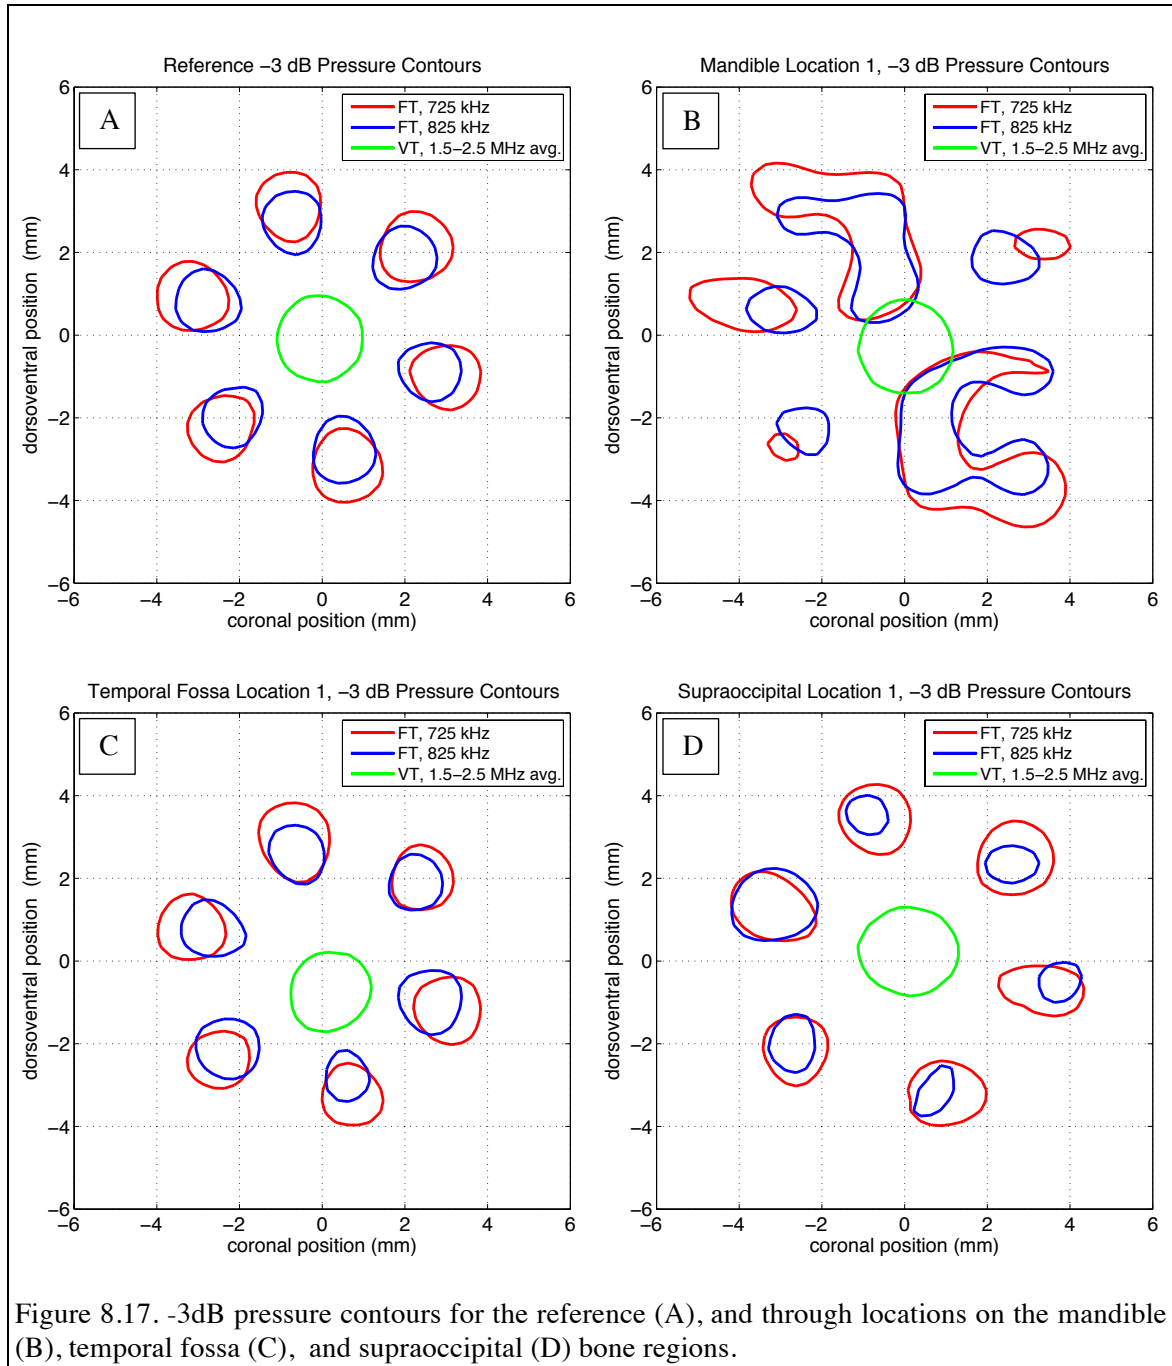 Reference −3 dB Pressure Contours
A
FT, 725 kHz
FT, 825 kHz
VT, 1.5−2.5 MHz avg.
6
4
2
0
−2
−4
−6
dorsoventral position (mm)
−6 −4 −2 0 2 4 6
coronal position (mm)
Mandible Location 1, −3 dB Pressure Contours
B
FT, 725 kHz
FT, 825 kHz
VT, 1.5−2.5 MHz avg.
6
4
2
0
−2
−4
−6
dorsoventral position (mm)
−6 −4 −2 0 2 4 6
coronal position (mm)
Temporal Fossa Location 1, −3 dB Pressure Contours
C
FT, 725 kHz
FT, 825 kHz
VT, 1.5−2.5 MHz avg.
6
4
2
0
−2
−4
−6
dorsoventral position (mm)
−6 −4 −2 0 2 4 6
coronal position (mm)
Supraoccipital Location 1, −3 dB Pressure Contours
D
FT, 725 kHz
FT, 825 kHz
VT, 1.5−2.5 MHz avg.
6
4
2
0
−2
−4
−6
dorsoventral position (mm)
−6 −4 −2 0 2 4 6
coronal position (mm)
Figure 8.17. -3dB pressure contours for the reference (A), and through locations on the mandible
(B), temporal fossa (C), and supraoccipital (D) bone regions.